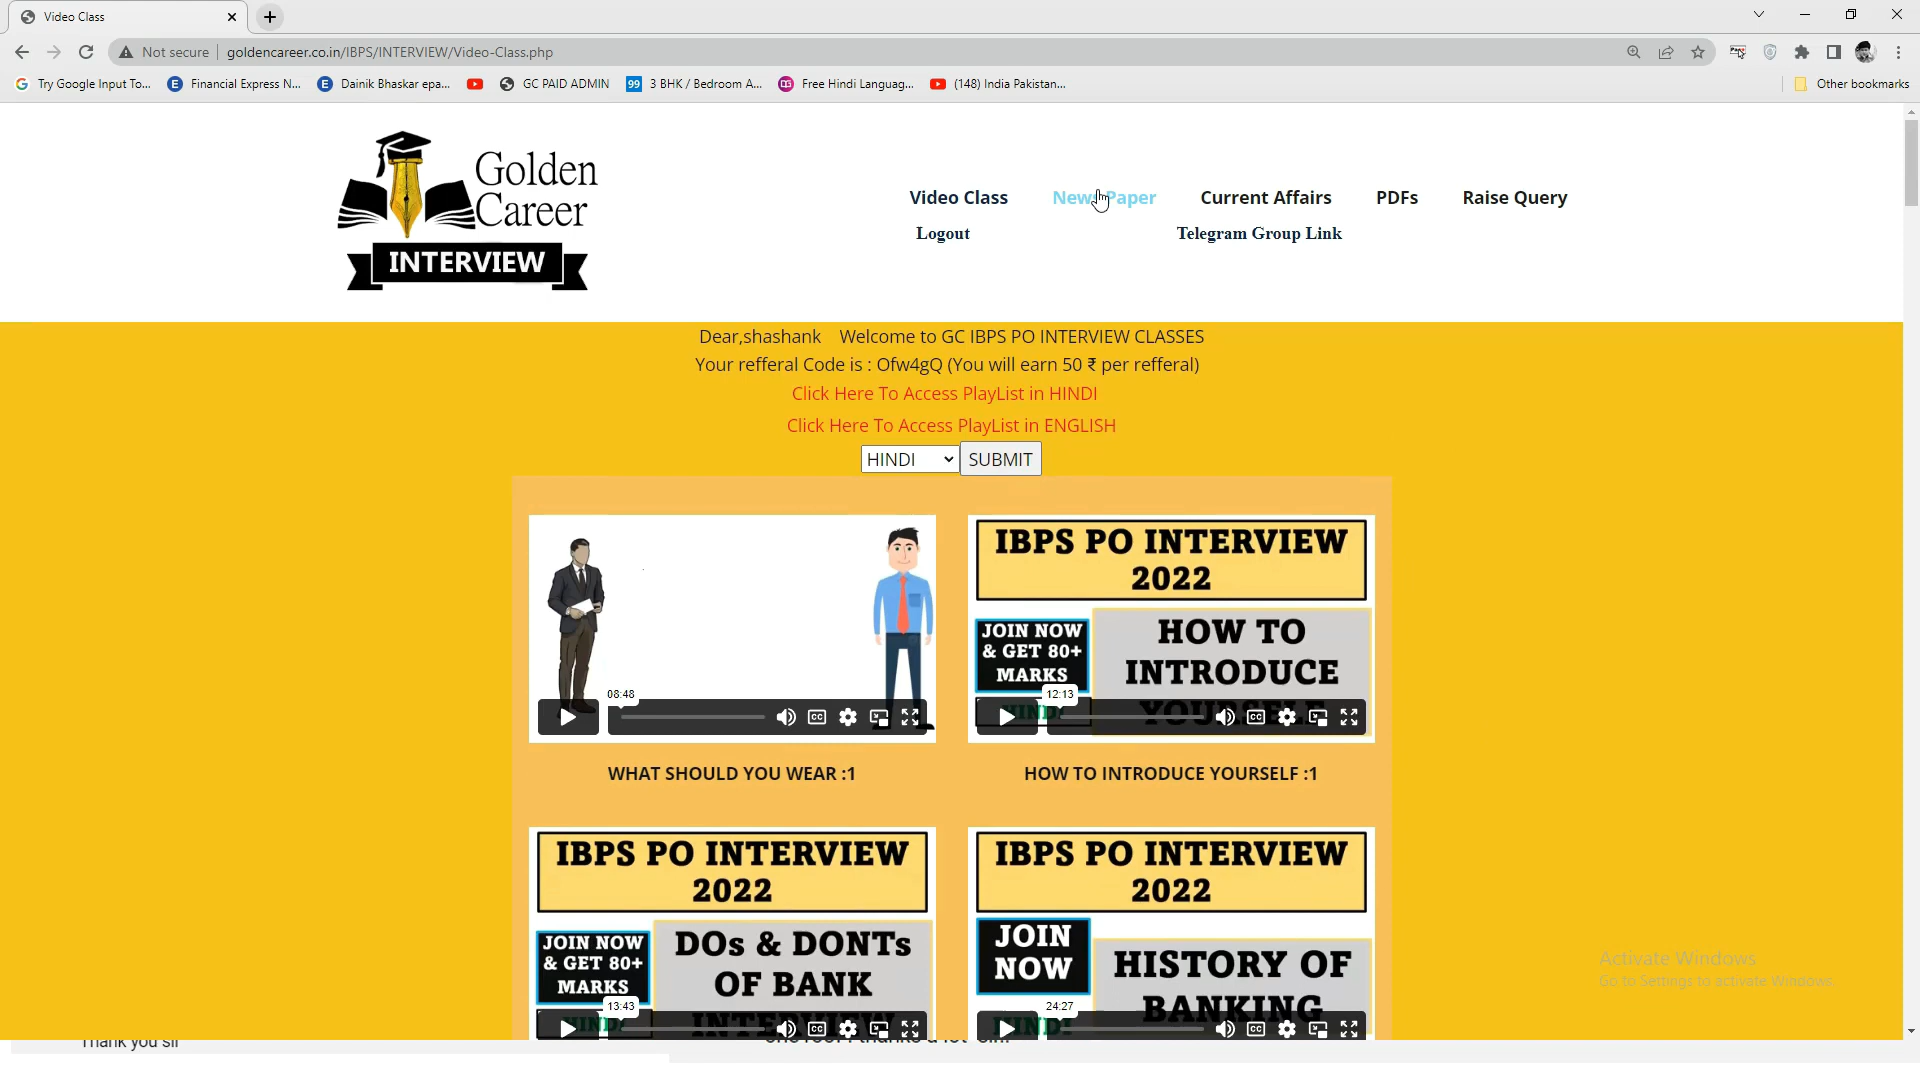 Video Class
Not secure
goldencareer.co.in/IBPS/INTERVIEW/Video-Class.php
Try Google Input To...
Financial Express N...
Dainik Bhaskar epa...
GC PAID ADMIN
99
3 BHK / Bedroom A...
Free Hindi Languag...
(148) India Pakistan...
Other bookmarks
Golden
Career
INTERVIEW
Video Class
News Paper
Current Affairs
PDFs
Raise Query
Logout
Telegram Group Link
Dear,shashank Welcome to GC IBPS PO INTERVIEW CLASSES
Your refferal Code is : Ofw4gQ (You will earn 50 ₹ per refferal)
Click Here To Access PlayList in HINDI
Click Here To Access PlayList in ENGLISH
HINDI
SUBMIT
08:48
IBPS PO INTERVIEW
2022
JOIN NOW
& GET 80+
MARKS
HOW TO
INTRODUCE
YOURSELF
HINDI
12:13
WHAT SHOULD YOU WEAR :1
HOW TO INTRODUCE YOURSELF :1
IBPS PO INTERVIEW
2022
JOIN NOW
& GET 80+
MARKS
DOs & DONTs
OF BANK
INTERVIEW
HINDI
13:43
IBPS PO INTERVIEW
2022
JOIN
NOW
HISTORY OF
BANKING
HINDI
24:27
Activate Windows
Go to Settings to activate Windows.
Thank you sir